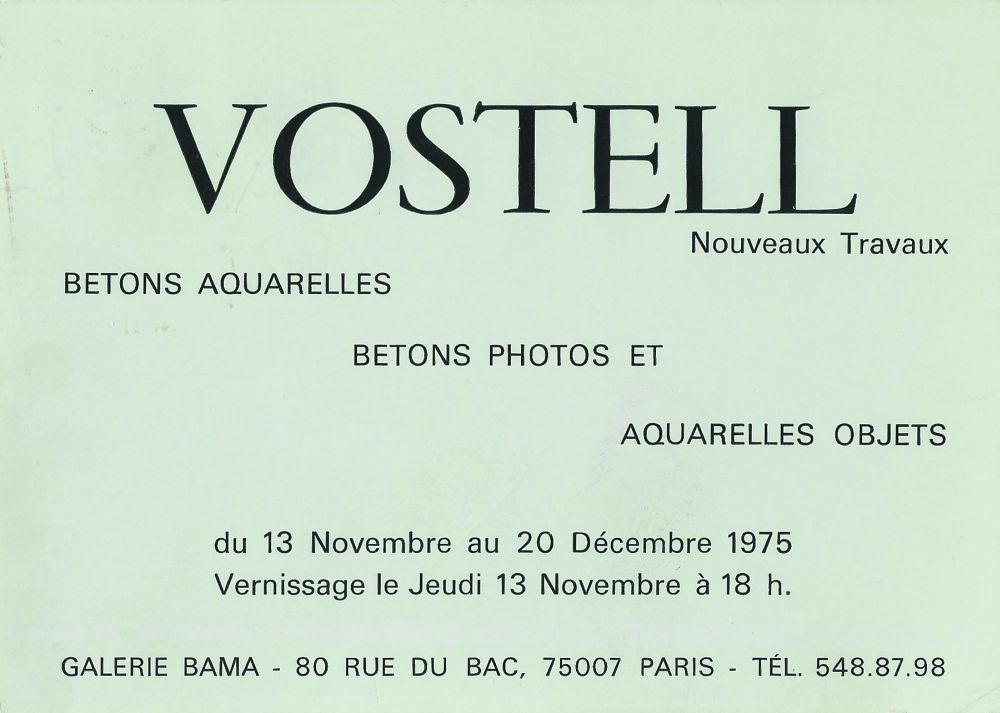 VOSTELL
Nouveaux Travaux
BETONS AQUARELLES
BETONS PHOTOS ET
AQUARELLES OBJETS
du 13 Novembre au 20 Décembre 1975
Vernissage le Jeudi 13 Novembre à 18 h.
GALERIE BAMA - 80 RUE DU BAC, 75007 PARIS - TÉL. 548.87.98